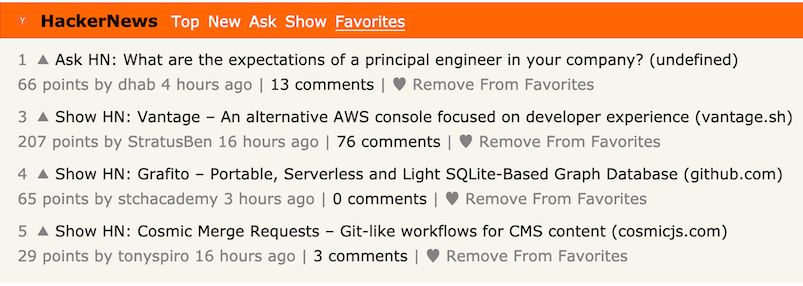 Y HackerNews Top New Ask Show Favorites
1 ▲ Ask HN: What are the expectations of a principal engineer in your company? (undefined)
66 points by dhab 4 hours ago | 13 comments | ♥ Remove From Favorites
3 ▲ Show HN: Vantage – An alternative AWS console focused on developer experience (vantage.sh)
207 points by StratusBen 16 hours ago | 76 comments | ♥ Remove From Favorites
4 ▲ Show HN: Grafito – Portable, Serverless and Light SQLite-Based Graph Database (github.com)
65 points by stchacademy 3 hours ago | 0 comments | ♥ Remove From Favorites
5 ▲ Show HN: Cosmic Merge Requests – Git-like workflows for CMS content (cosmicjs.com)
29 points by tonyspiro 16 hours ago | 3 comments | ♥ Remove From Favorites